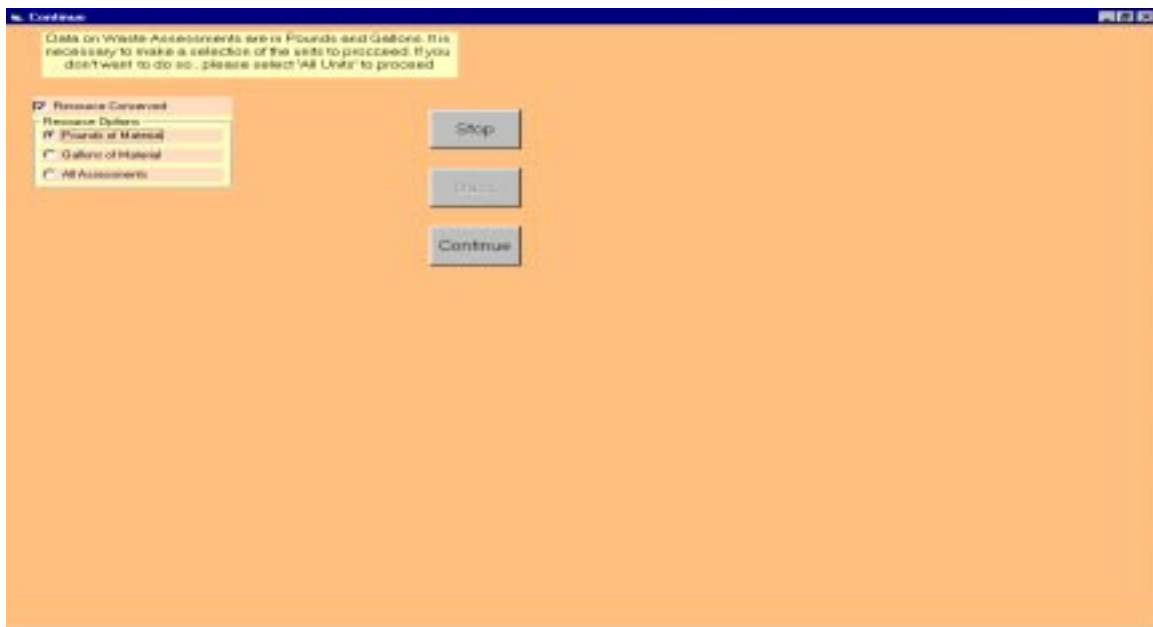 Continue
Data on Waste Assessments are in Pounds and Gallons. It is
necessary to make a selection of the units to procceed. If you
don't want to do so , please select 'All Units' to proceed
Resource Conserved
Resource Options
Pounds of Material
Gallons of Material
All Assessments
Stop
Continue